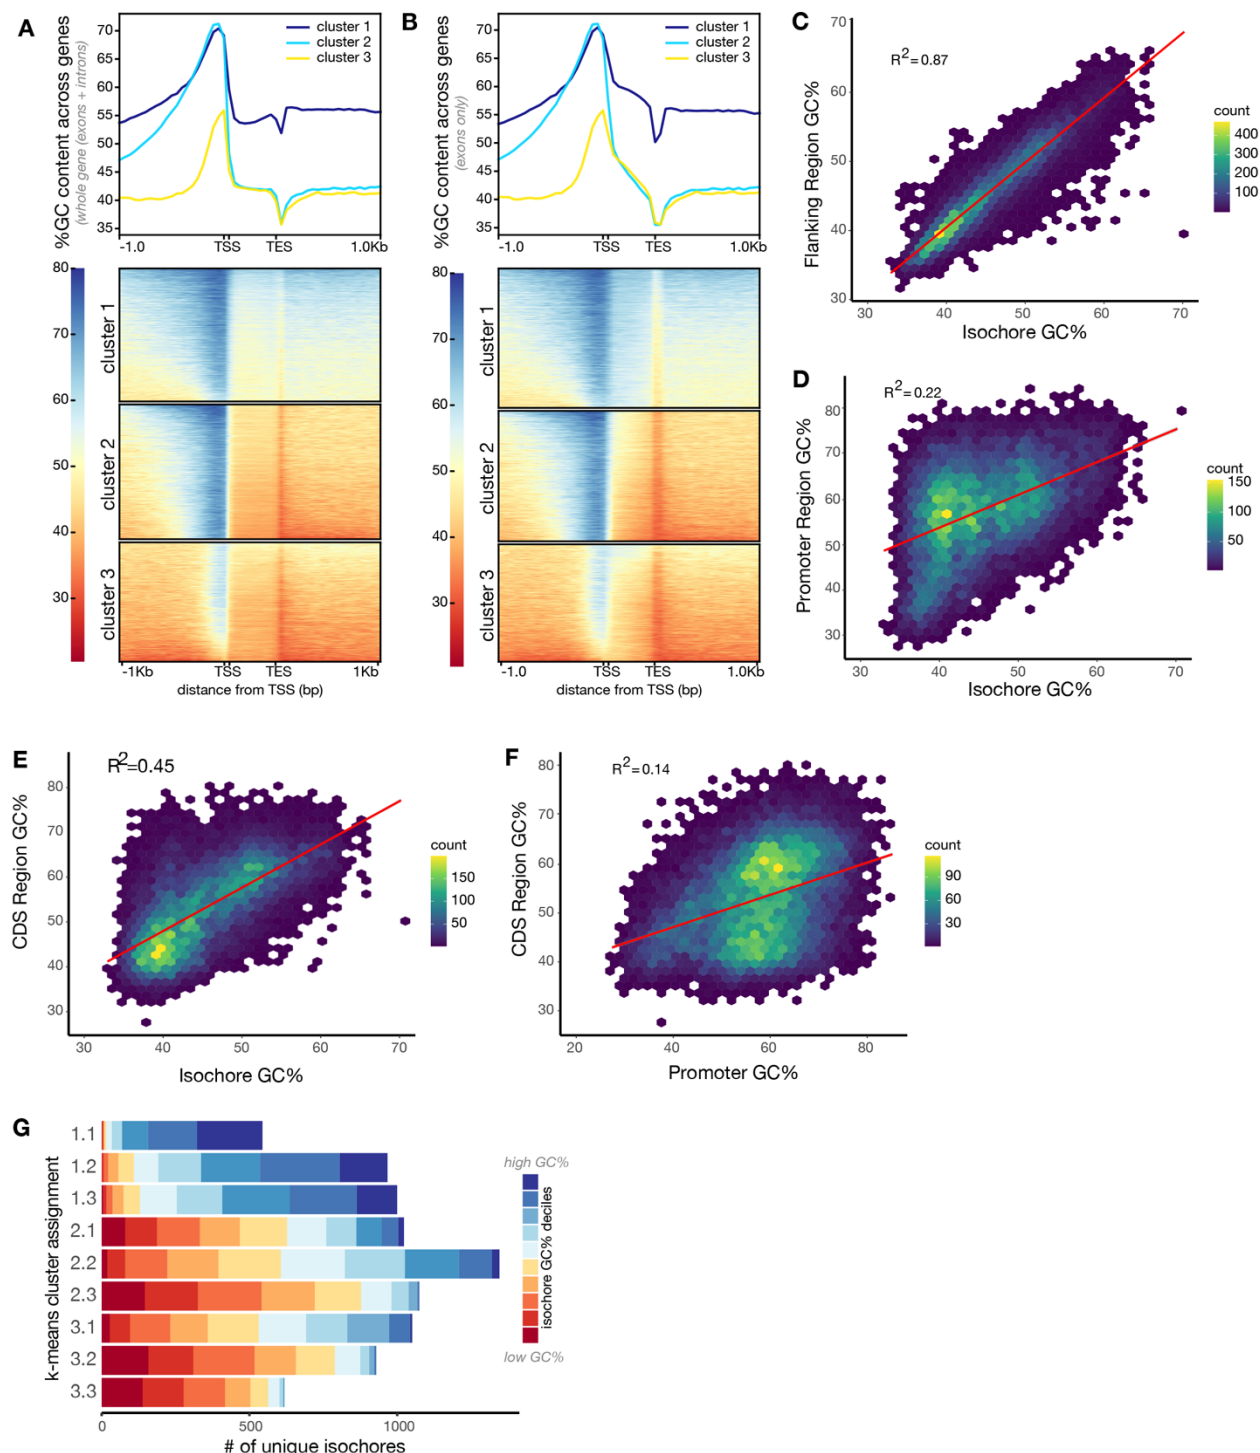 A
%GC content across genes
(whole gene (exons + introns)
70
65
60
55
50
45
40
35
cluster 1
cluster 2
cluster 3
-1.0
TSS
TES
1.0Kb
80
70
60
50
40
30
cluster 1
cluster 2
cluster 3
-1Kb
TSS
TES
1Kb
distance from TSS (bp)
B
%GC content across genes
(exons only)
70
65
60
55
50
45
40
35
cluster 1
cluster 2
cluster 3
-1.0
TSS
TES
1.0Kb
80
70
60
50
40
30
cluster 1
cluster 2
cluster 3
-1.0
TSS
TES
1.0Kb
distance from TSS (bp)
C
R2=0.87
Flanking Region GC%
70
60
50
40
30
30
50
60
70
Isochore GC%
count
400
300
200
100
D
R2=0.22
Promoter Region GC%
80
70
60
50
40
30
30
40
50
60
70
Isochore GC%
count
150
100
50
E
R2=0.45
CDS Region GC%
80
70
60
50
40
30
30
40
50
60
70
Isochore GC%
count
150
100
50
F
R2=0.14
CDS Region GC%
80
70
60
50
40
30
20
40
60
80
Promoter GC%
count
90
60
30
G
k-means cluster assignment
1.1
1.2
1.3
2.1
2.2
2.3
3.1
3.2
3.3
0
500
1000
# of unique isochores
high GC%
isochore GC% deciles
low GC%